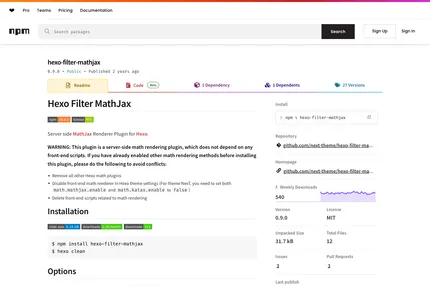 ❤ Pro Teams Pricing Documentation
npm
Search packages
Search
Sign Up
Sign In
hexo-filter-mathjax
0.9.0 • Public • Published 2 years ago
Readme
Code Beta
1 Dependency
1 Dependents
27 Versions
Hexo Filter MathJax
Server side MathJax Renderer Plugin for Hexo.
WARNING: This plugin is a server-side math rendering plugin, which does not depend on any
front-end scripts. If you have already enabled other math rendering methods before installing
this plugin, please do the following to avoid conflicts:
• Remove all other Hexo math plugins
• Disable front-end math renderer in Hexo theme settings (For theme NexT, you need to set both
math.mathjax.enable and math.katex.enable to false)
• Delete front-end scripts related to math rendering
Installation
$ npm install hexo-filter-mathjax
$ hexo clean
Options
Install
> npm i hexo-filter-mathjax
Repository
github.com/next-theme/hexo-filter-ma...
Homepage
github.com/next-theme/hexo-filter-ma...
Weekly Downloads
540
Version
0.9.0
License
MIT
Unpacked Size
31.7 kB
Total Files
12
Issues
2
Pull Requests
2
Last publish